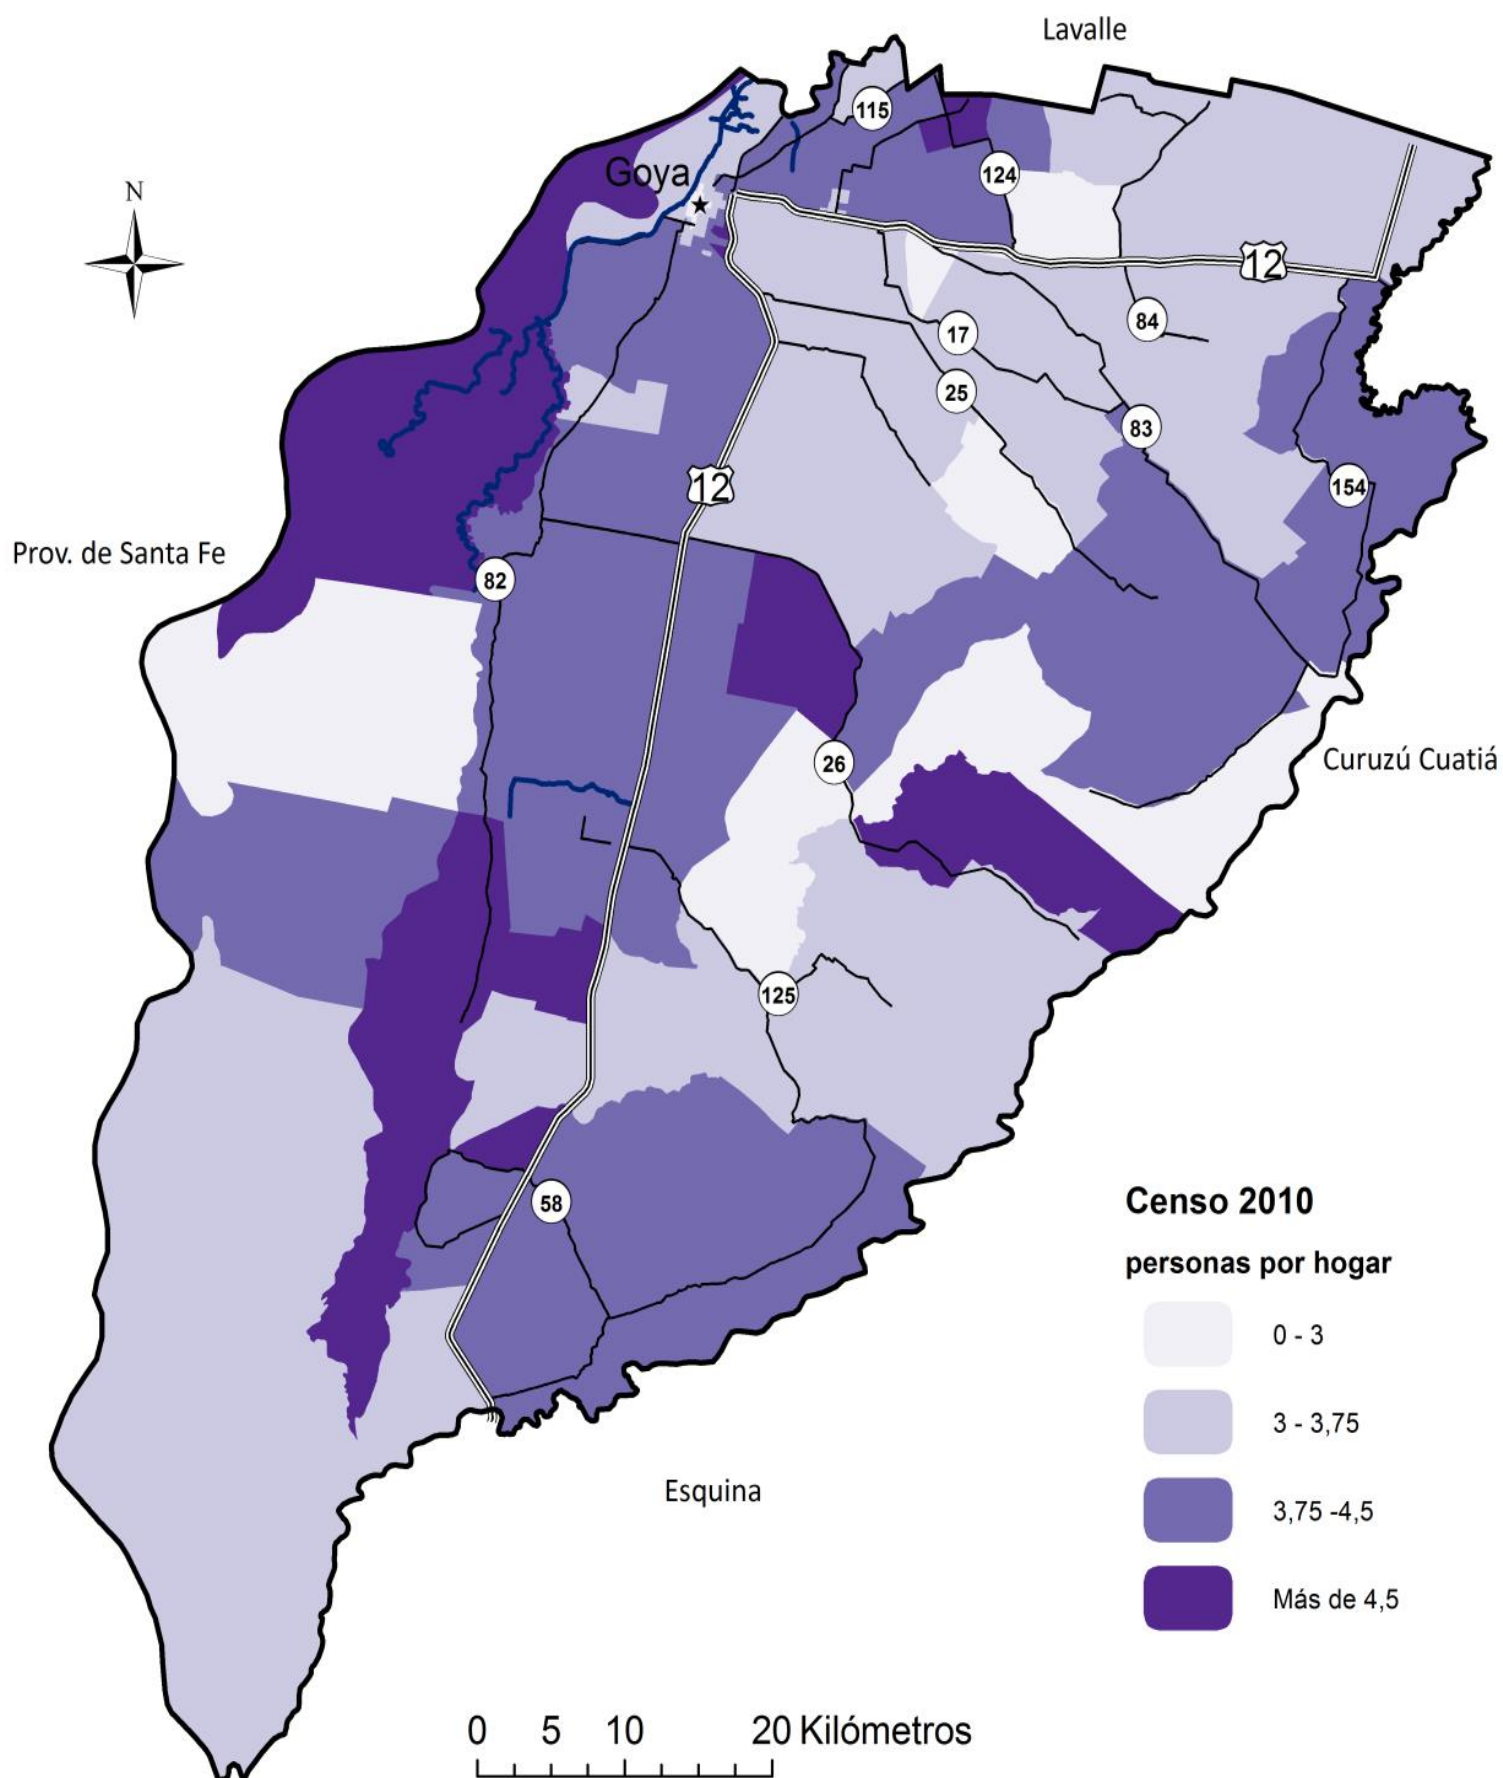 Lavalle
115
Goya
124
N
12
84
17
25
83
12
154
Prov. de Santa Fe
82
26
Curuzú Cuatiá
125
58
Censo 2010
personas por hogar
0 - 3
3 - 3,75
3,75 -4,5
Más de 4,5
Esquina
0 5 10 20 Kilómetros